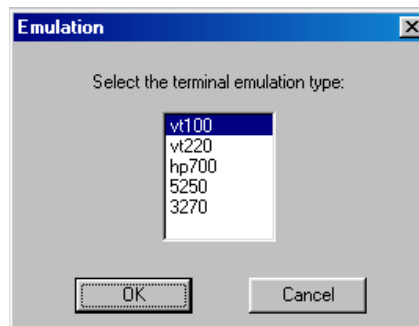 Emulation
Select the terminal emulation type:
vt100
vt220
hp700
5250
3270
OK Cancel